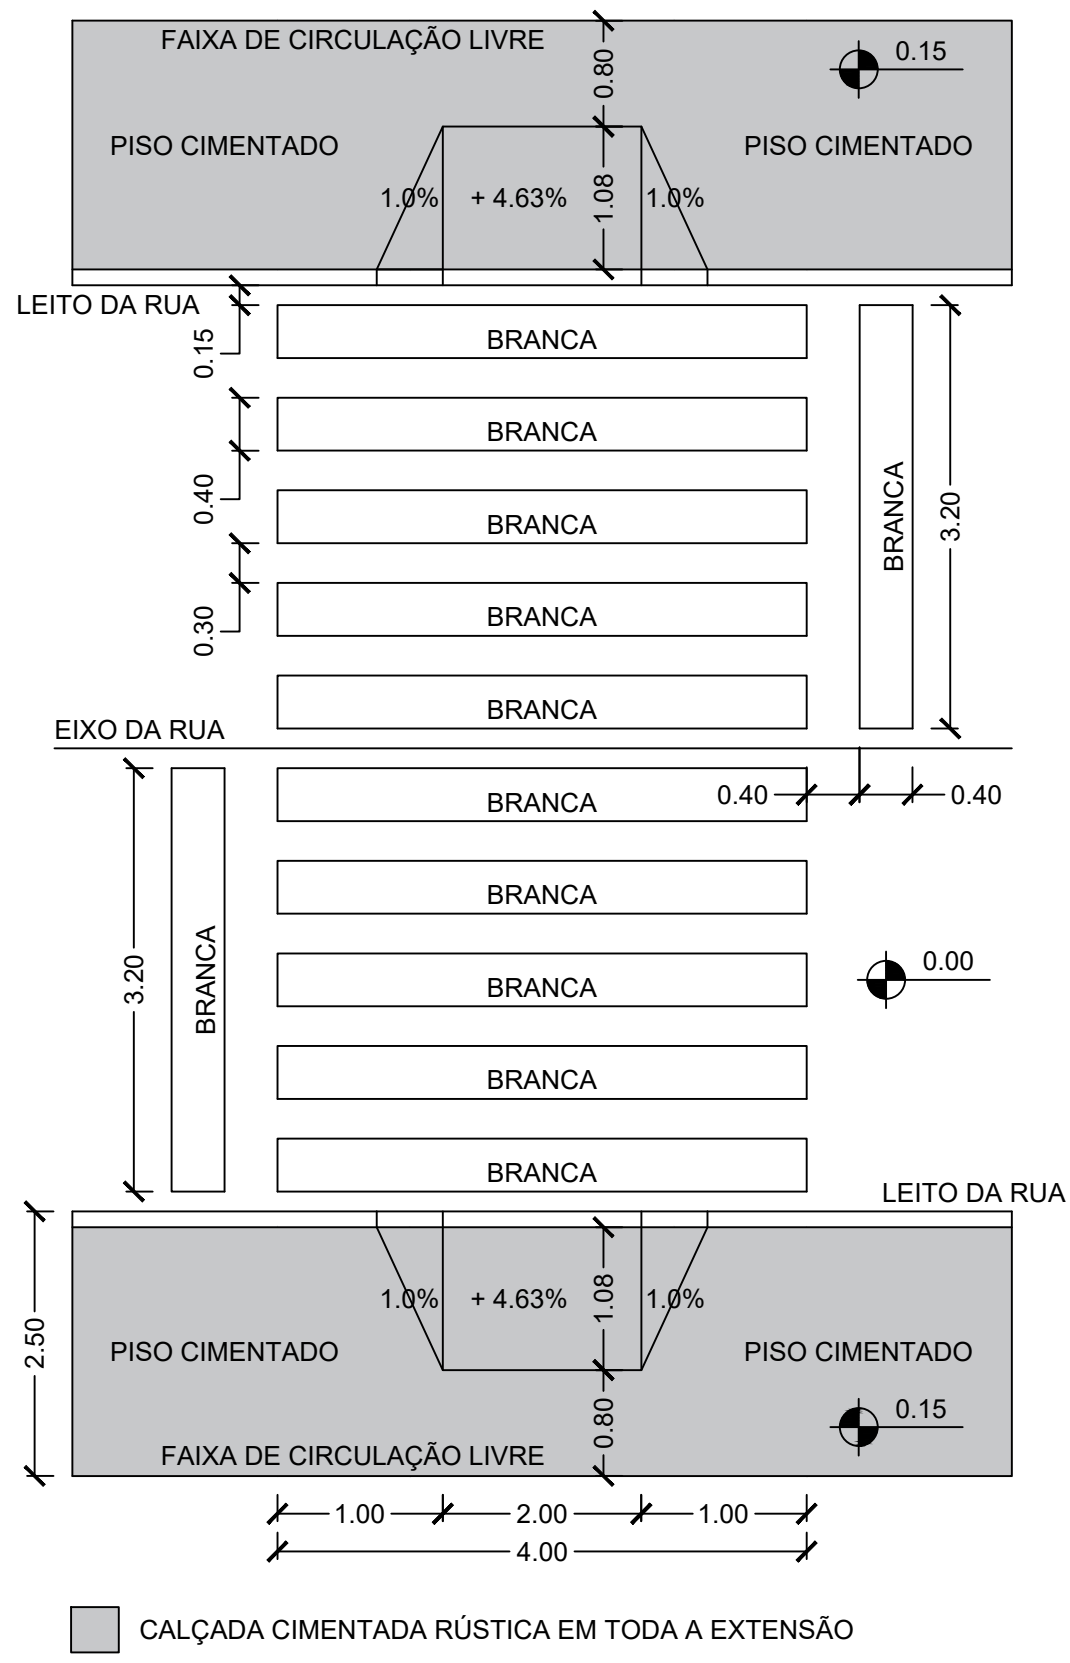 FAIXA DE CIRCULAÇÃO LIVRE
0.80
0.15
PISO CIMENTADO
PISO CIMENTADO
1.0%
+ 4.63%
1.08
1.0%
LEITO DA RUA
0.15
BRANCA
BRANCA
0.40
BRANCA
BRANCA
3.20
0.30
BRANCA
BRANCA
EIXO DA RUA
0.40
0.40
BRANCA
BRANCA
3.20
BRANCA
BRANCA
0.00
BRANCA
BRANCA
LEITO DA RUA
1.0%
+ 4.63%
1.08
1.0%
2.50
PISO CIMENTADO
PISO CIMENTADO
0.80
0.15
FAIXA DE CIRCULAÇÃO LIVRE
1.00
2.00
1.00
4.00
CALÇADA CIMENTADA RÚSTICA EM TODA A EXTENSÃO